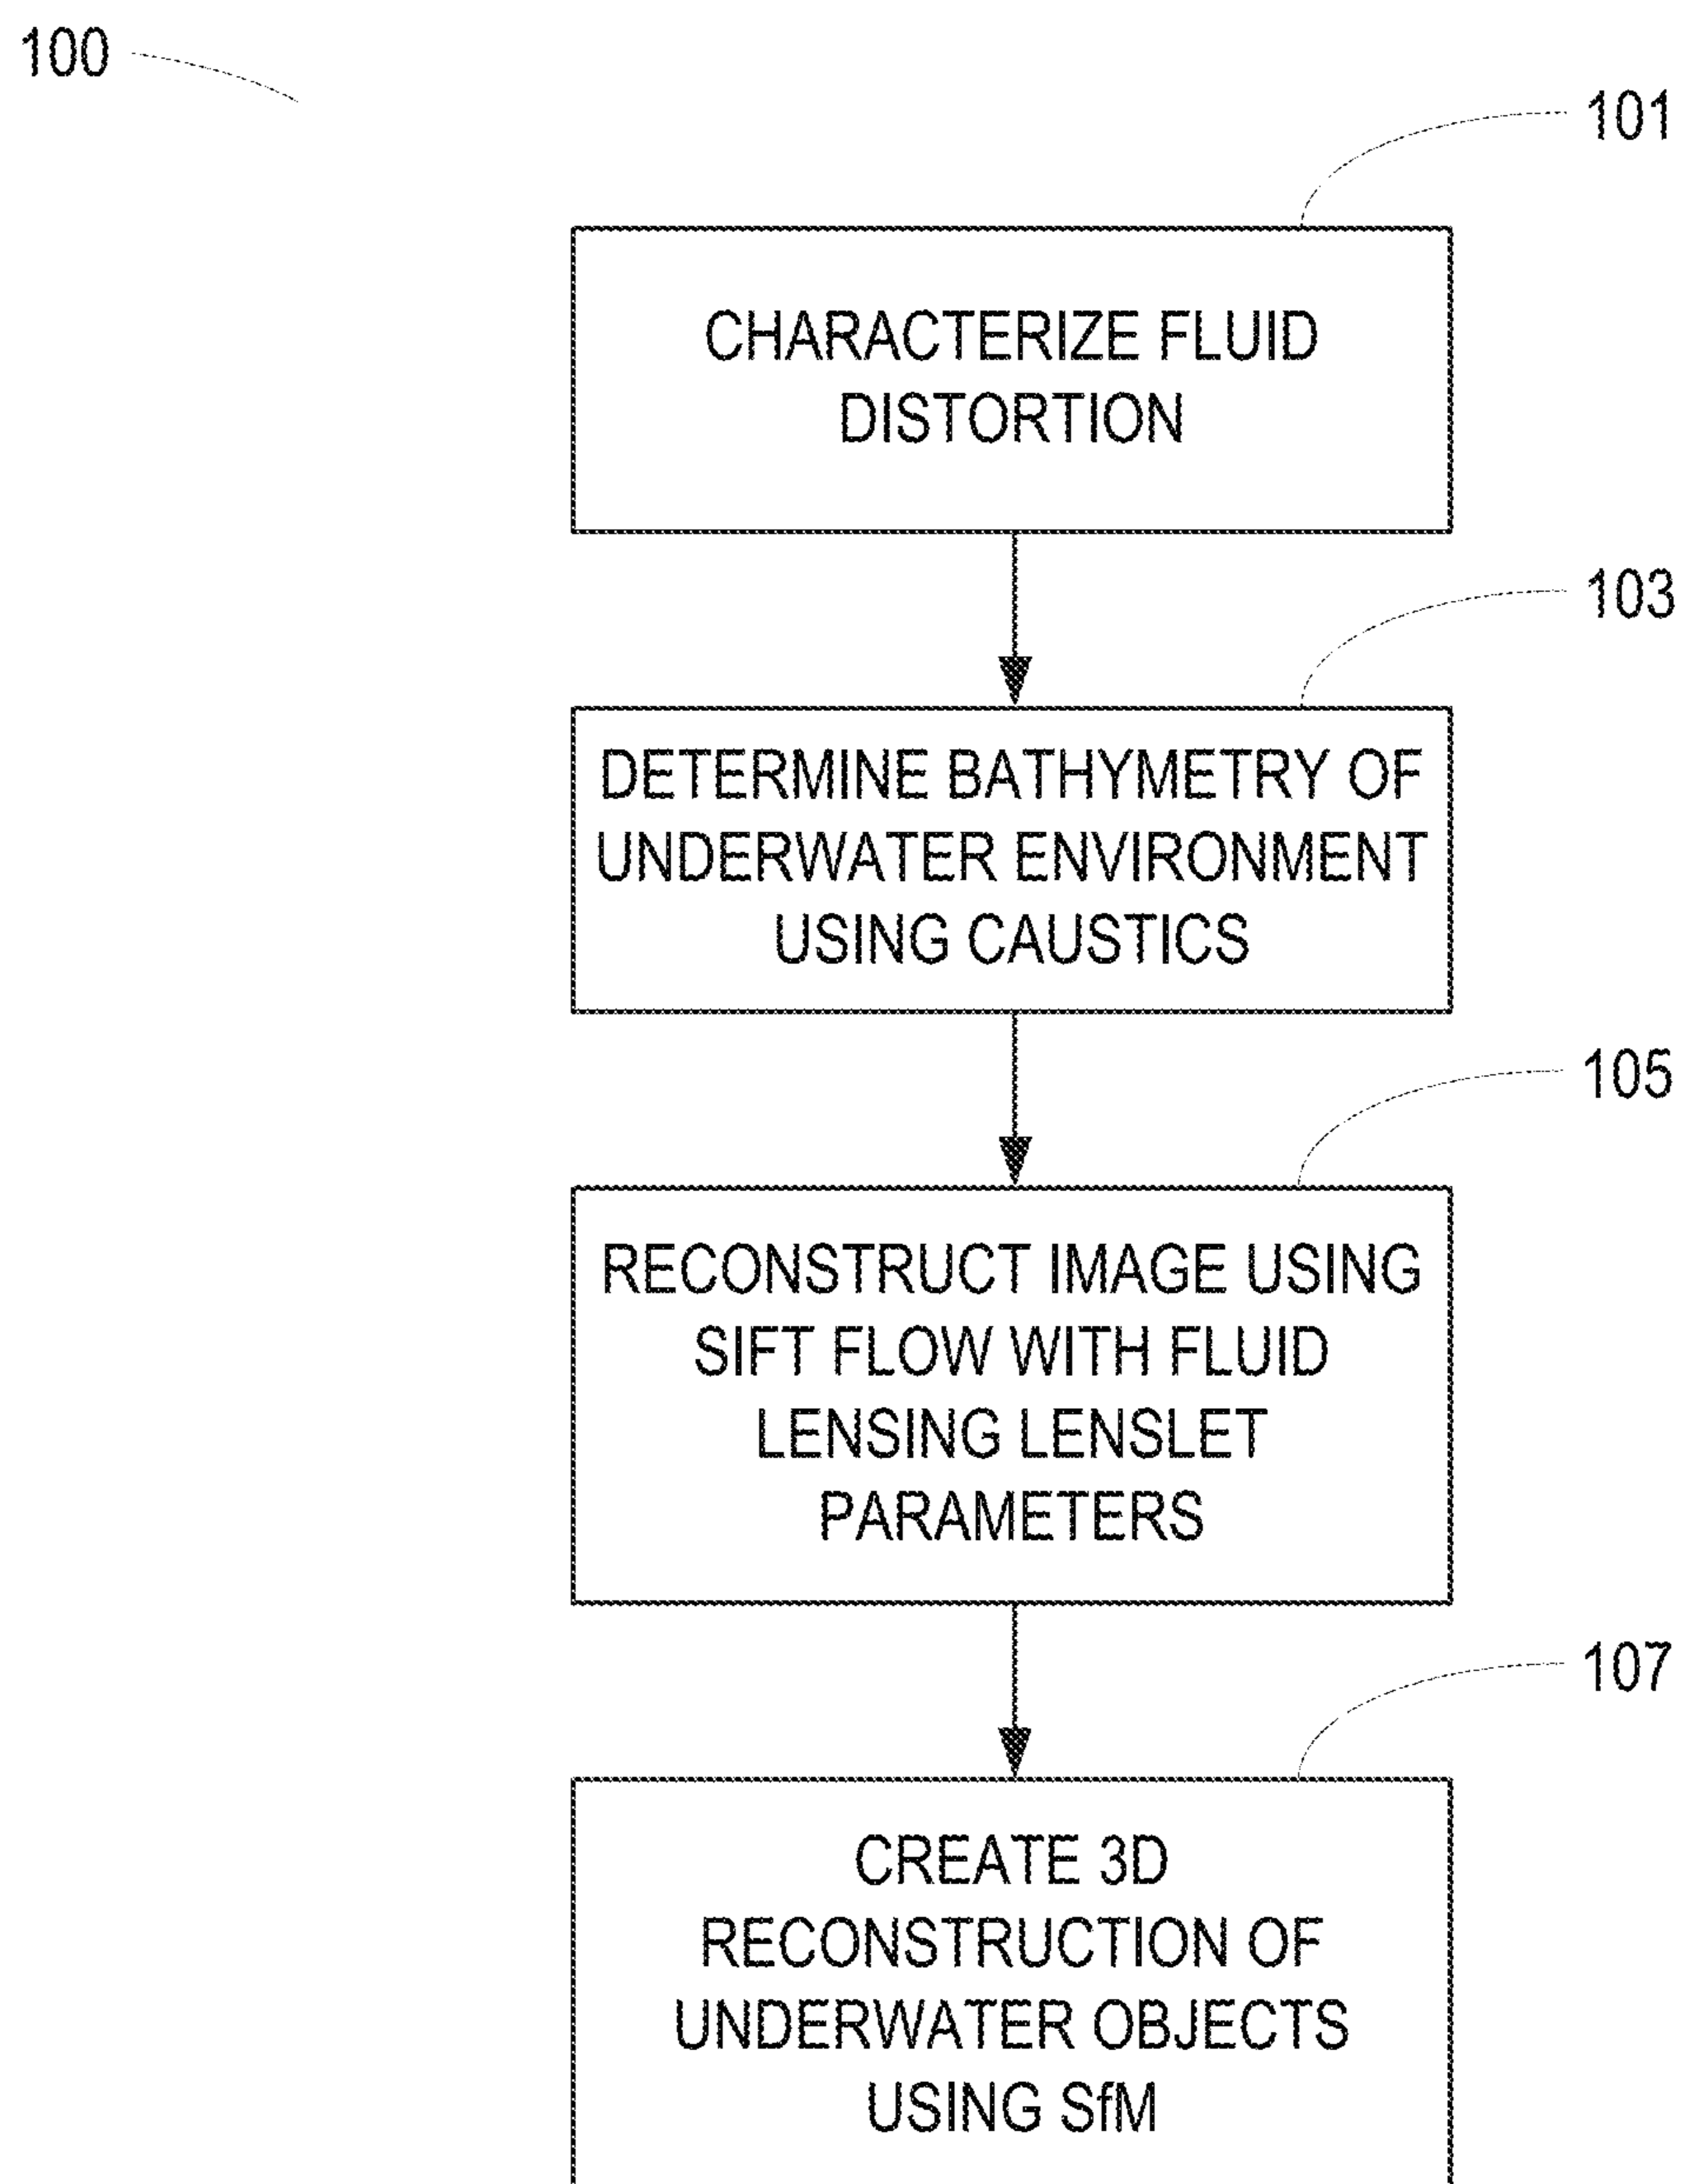 100
101
CHARACTERIZE FLUID
DISTORTION
103
DETERMINE BATHYMETRY OF
UNDERWATER ENVIRONMENT
USING CAUSTICS
105
RECONSTRUCT IMAGE USING
SIFT FLOW WITH FLUID
LENSING LENSLET
PARAMETERS
107
CREATE 3D
RECONSTRUCTION OF
UNDERWATER OBJECTS
USING SfM